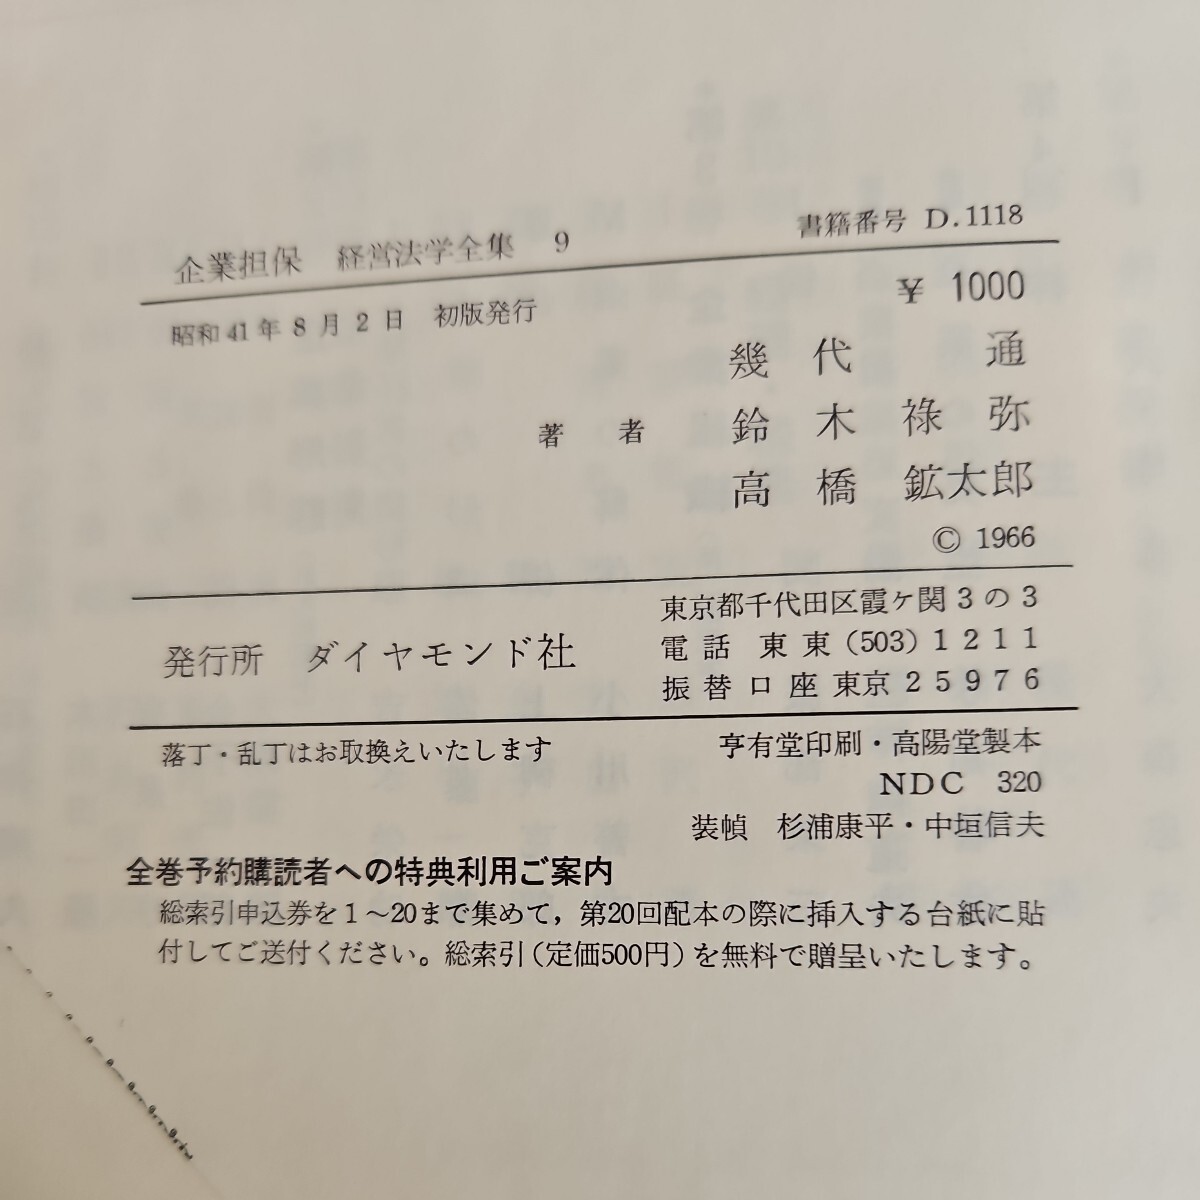 企業担保　経営法学全集　9　書籍番号 D.1118
昭和41年8月2日　初版発行　¥ 1000
幾代　通
著者　鈴木祿弥
高橋鉱太郎
© 1966
発行所　ダイヤモンド社
東京都千代田区霞ケ関3の3
電話　東東(503)1211
振替口座 東京 25976
落丁・乱丁はお取換えいたします
亨有堂印刷・高陽堂製本
NDC　320
装幀　杉浦康平・中垣信夫
全巻予約購読者への特典利用ご案内
総索引申込券を1～20まで集めて，第20回配本の際に挿入する台紙に貼
付してご送付ください。総索引(定価500円)を無料で贈呈いたします。